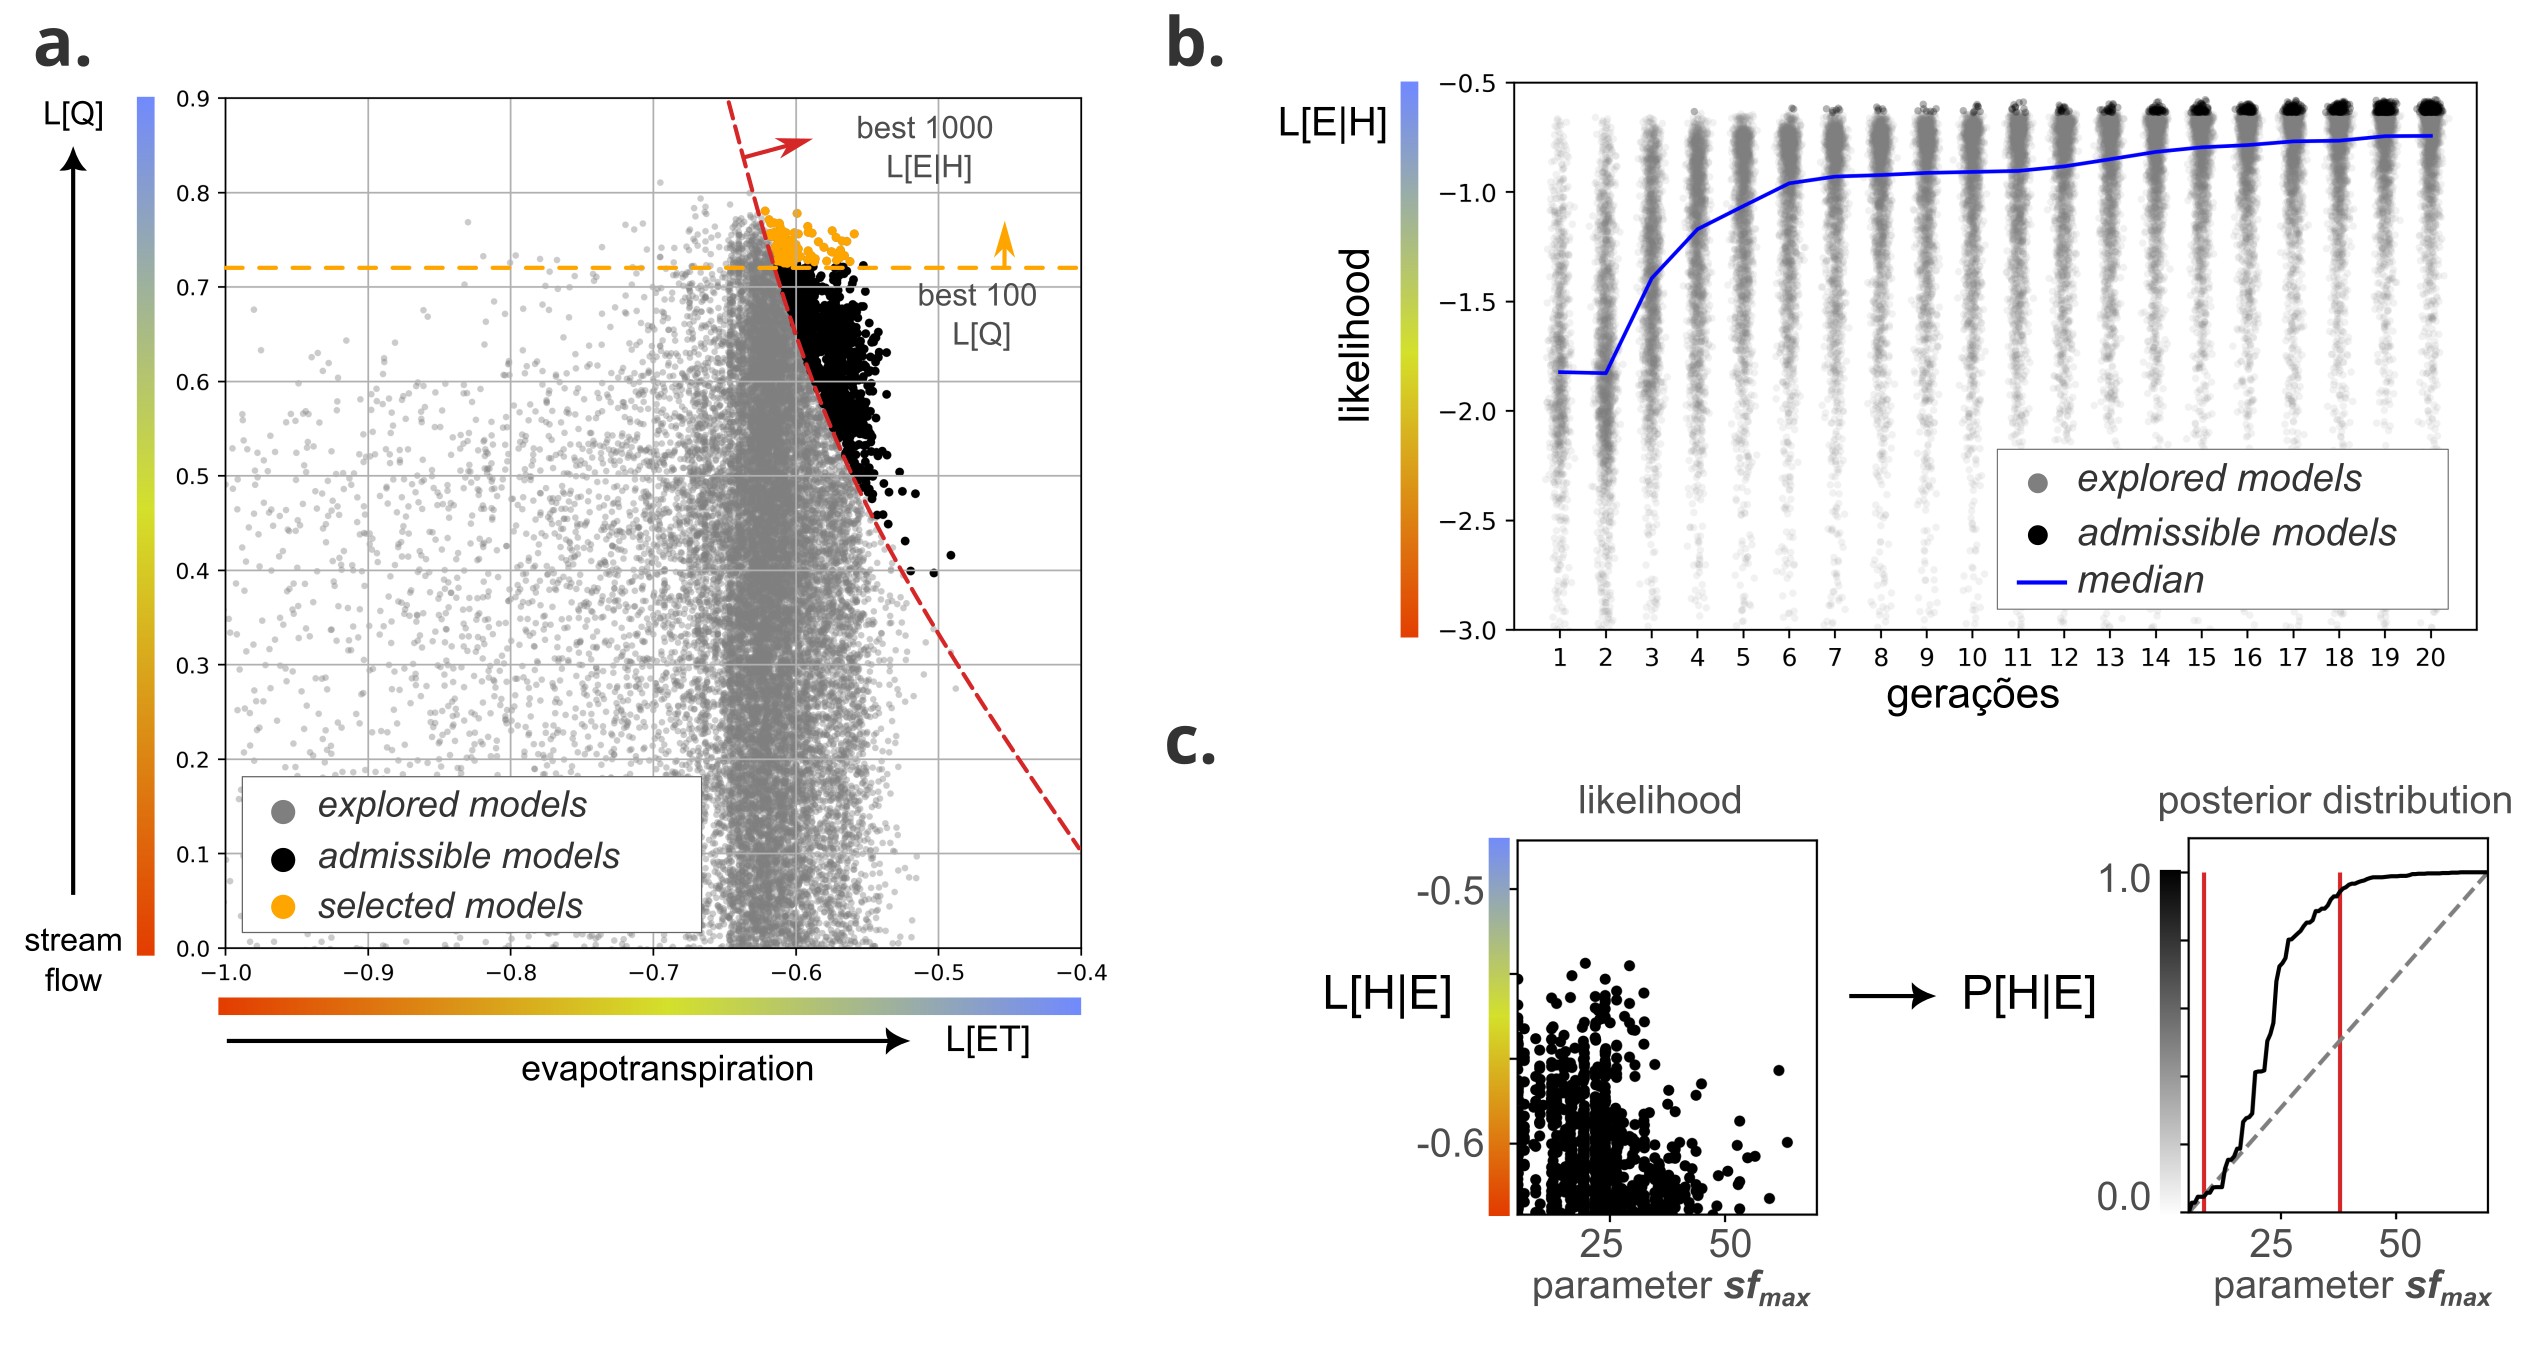 a.
L[Q]
stream
flow
0.9
0.8
0.7
0.6
0.5
0.4
0.3
0.2
0.1
0.0
best 1000
L[E|H]
best 100
L[Q]
explored models
admissible models
selected models
−1.0 −0.9 −0.8 −0.7 −0.6 −0.5 −0.4
L[ET]
evapotranspiration
b.
L[E|H]
likelihood
−0.5
−1.0
−1.5
−2.0
−2.5
−3.0
explored models
admissible models
median
1 2 3 4 5 6 7 8 9 10 11 12 13 14 15 16 17 18 19 20
gerações
c.
likelihood
L[H|E]
-0.5
-0.6
25 50
parameter sfmax
posterior distribution
P[H|E]
1.0
0.0
25 50
parameter sfmax